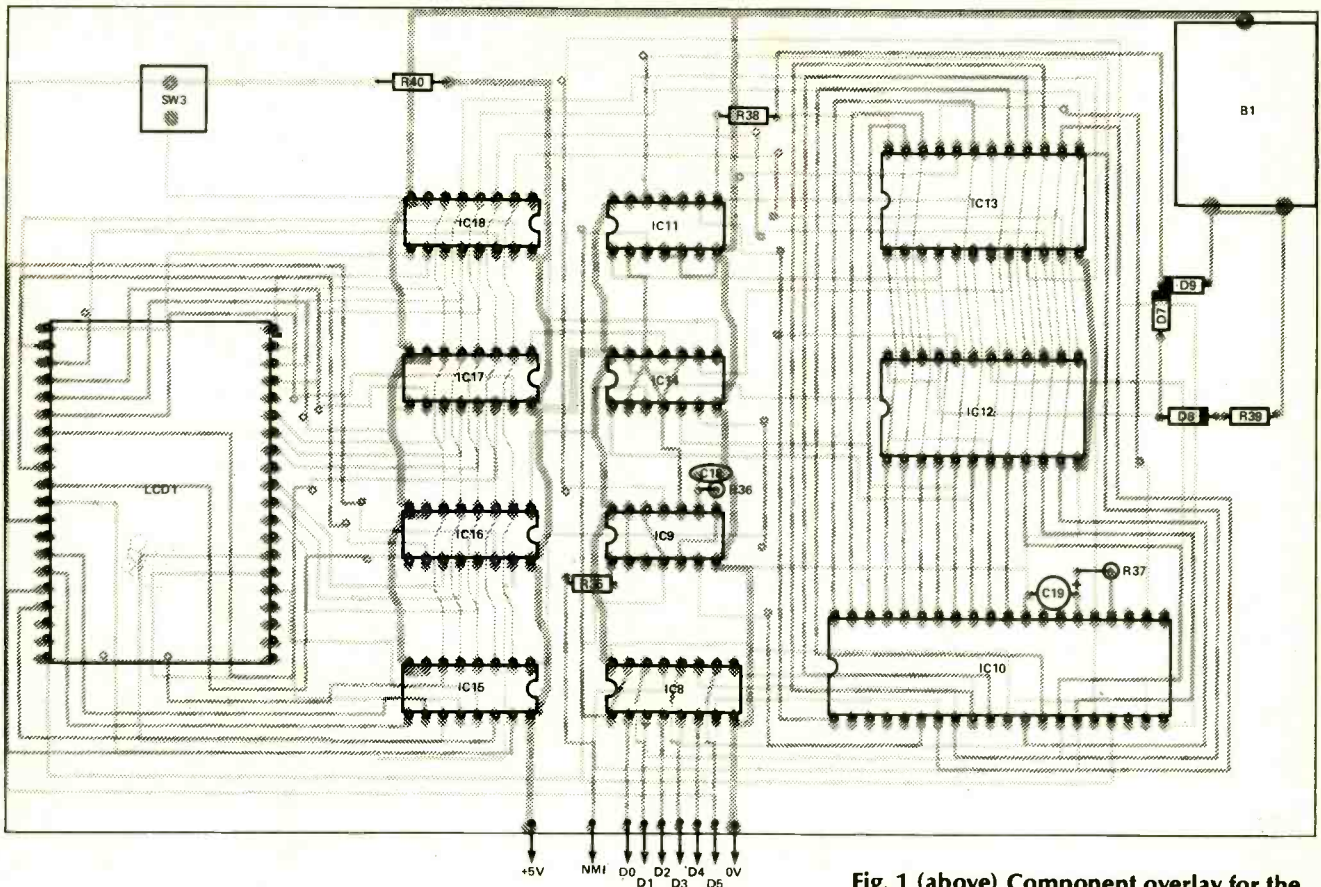 R40
SW3
R38
B1
IC18
IC11
IC13
D9
D7
IC17
IC14
IC12
D8
R39
LCD1
C18
R36
IC16
IC9
R37
C19
IC10
IC15
IC8
+5V
NMI
D0
D1
D2
D3
D4
D5
0V
Fig. 1 (above) Component overlay for the